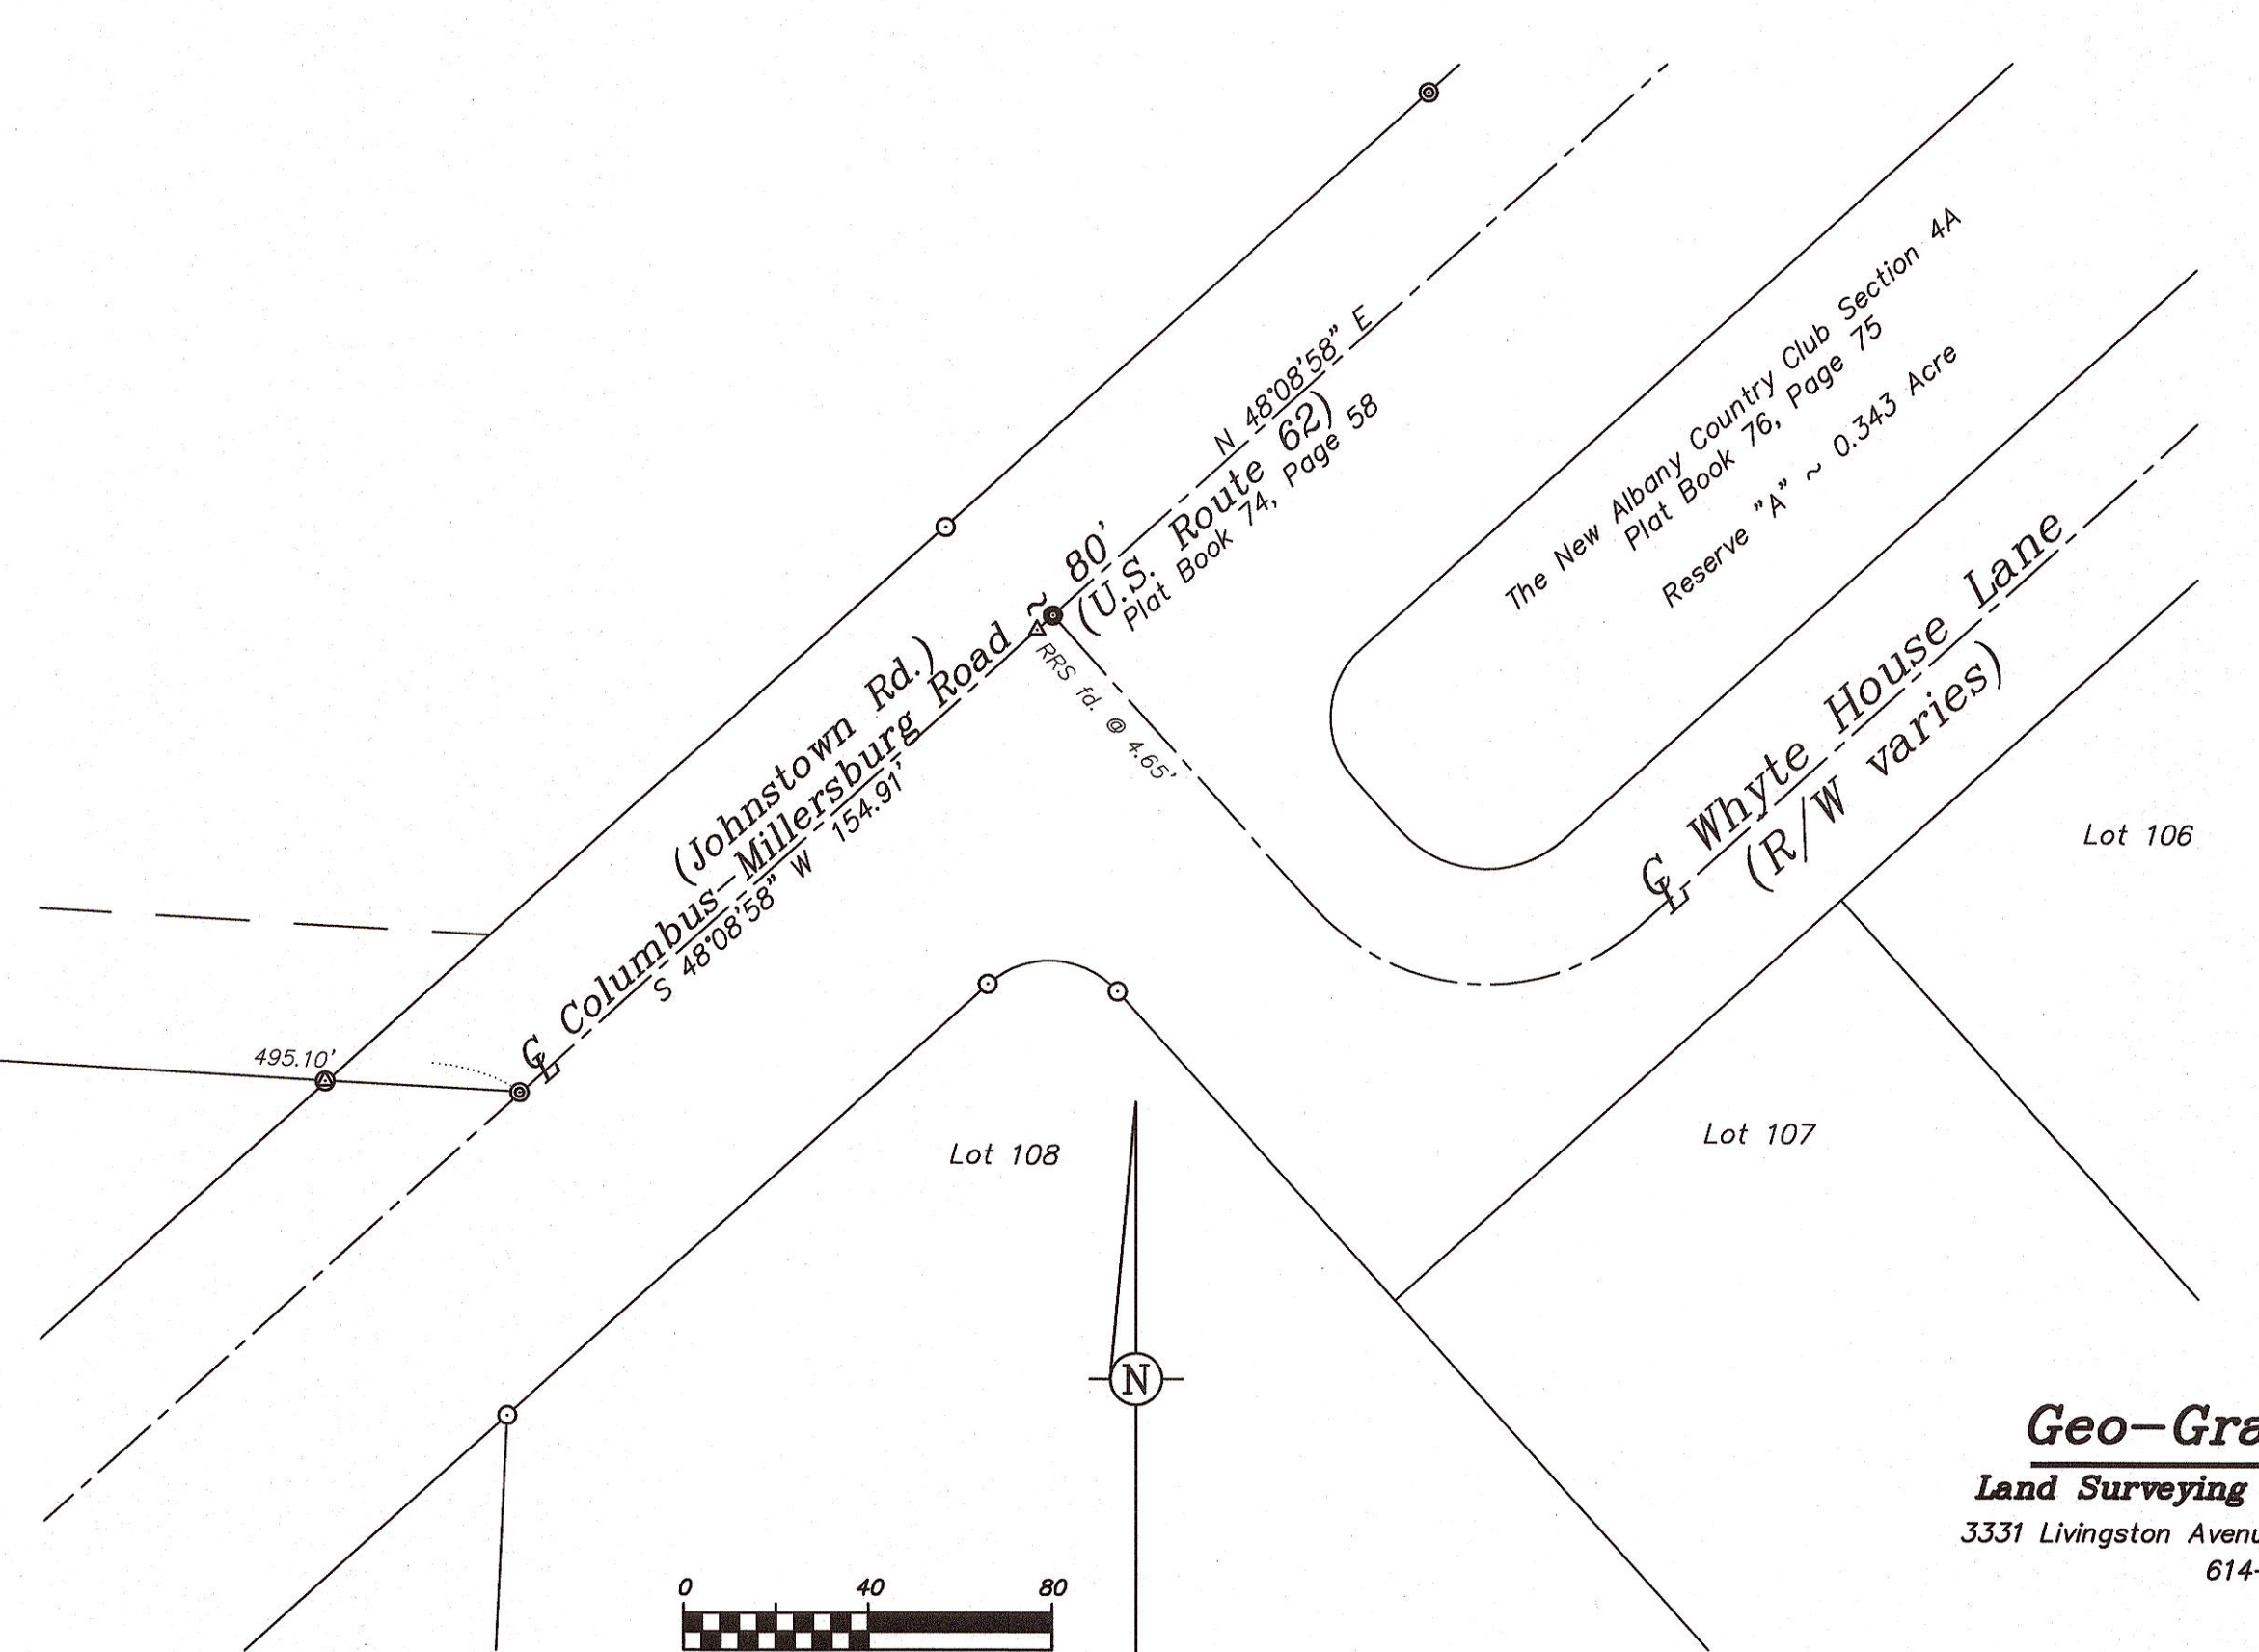 N 48°08'58" E
(U.S. Route 62)
Plat Book 74, Page 58
The New Albany Country Club Section 4A
Plat Book 76, Page 75
Reserve "A" ~ 0.343 Acre
(Johnstown Rd.)
℄ Columbus-Millersburg Road ~ 80'
S 48°08'58" W 154.91'
RRS fd. @ 4.65'
℄ Whyte House Lane
(R/W varies)
Lot 106
495.10'
Lot 108
Lot 107
N
Geo-Gra
Land Surveying
3331 Livingston Avenu
614-
0 40 80